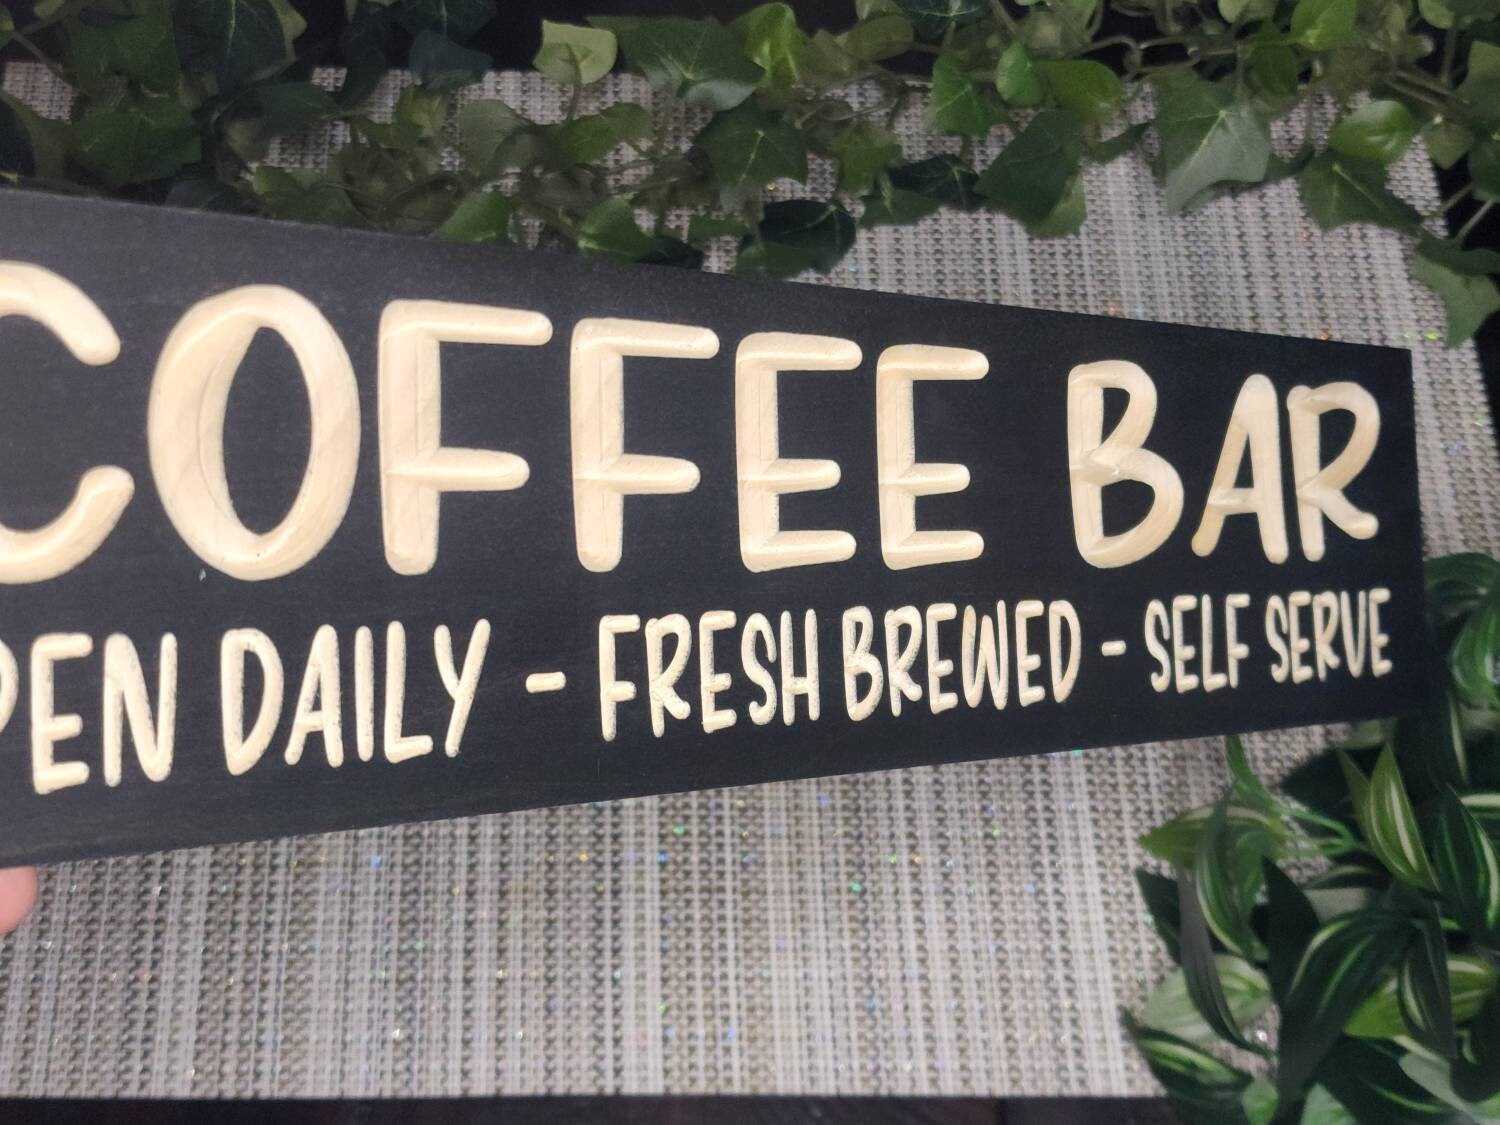 COFFEE BAR
PEN DAILY - FRESH BREWED - SELF SERVE